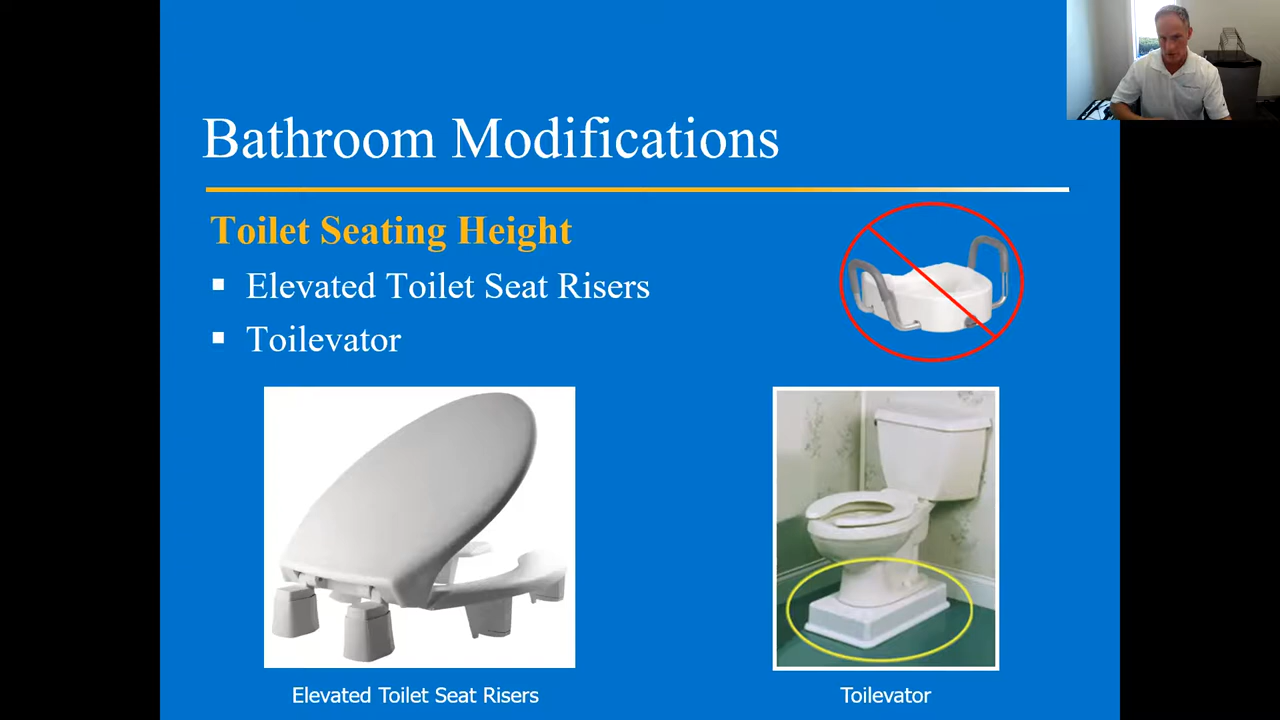 Bathroom Modifications
Toilet Seating Height
Elevated Toilet Seat Risers
Toilevator
Elevated Toilet Seat Risers
Toilevator